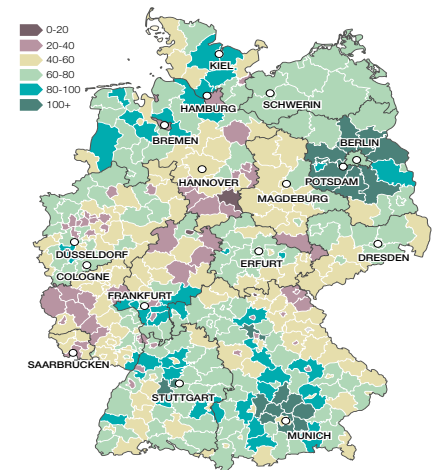 0-20
20-40
40-60
60-80
80-100
100+
KIEL
HAMBURG
SCHWERIN
BREMEN
BERLIN
HANNOVER
POTSDAM
MAGDEBURG
DÜSSELDORF
COLOGNE
ERFURT
DRESDEN
FRANKFURT
SAARBRÜCKEN
STUTTGART
MUNICH